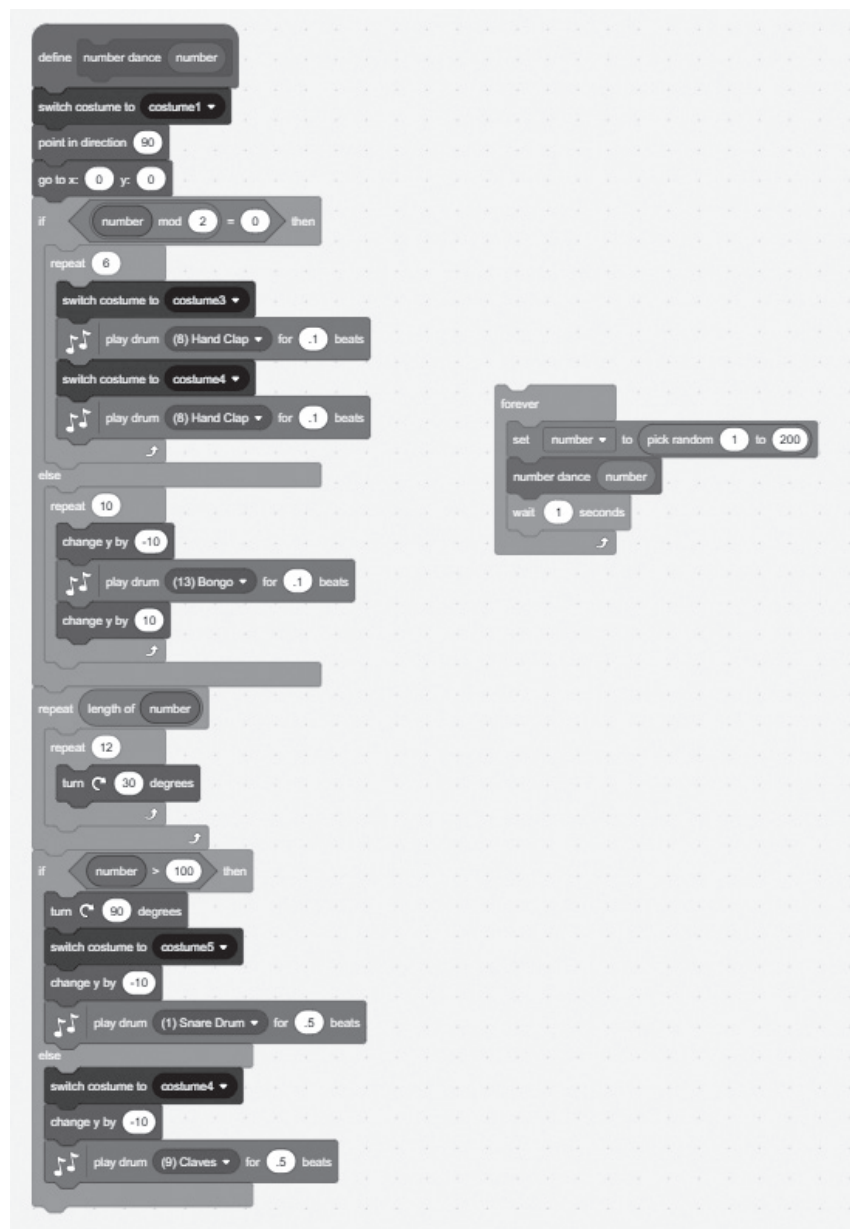 define number dance number
switch costume to costume1
point in direction 90
go to x: 0 y: 0
if number mod 2 = 0 then
repeat 6
switch costume to costume3
play drum (8) Hand Clap for .1 beats
switch costume to costume4
play drum (8) Hand Clap for .1 beats
else
repeat 10
change y by -10
play drum (13) Bongo for .1 beats
change y by 10
repeat length of number
repeat 12
turn 30 degrees
if number > 100 then
turn 90 degrees
switch costume to costume5
change y by -10
play drum (1) Snare Drum for .5 beats
else
switch costume to costume4
change y by -10
play drum (9) Claves for .5 beats
forever
set number to pick random 1 to 200
number dance number
wait 1 seconds